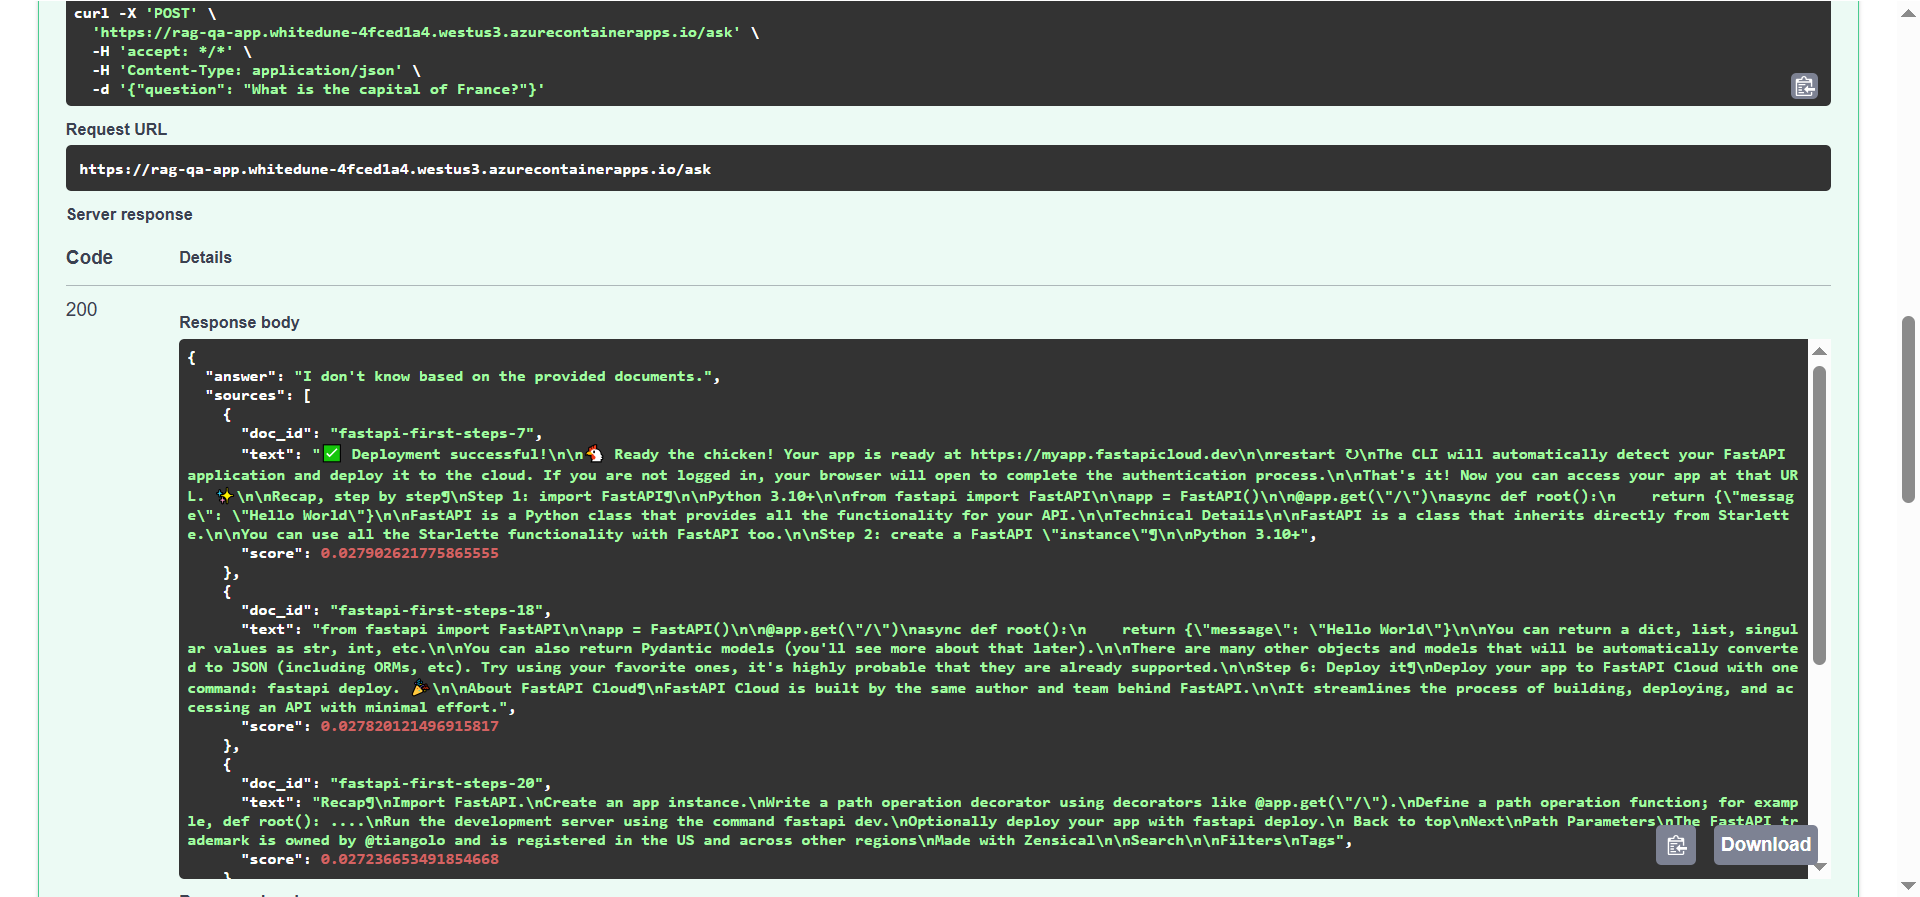 curl -X 'POST' \
'https://rag-qa-app.whitedune-4fced1a4.westus3.azurecontainerapps.io/ask' \
-H 'accept: */*' \
-H 'Content-Type: application/json' \
-d '{"question": "What is the capital of France?"}'
Request URL
https://rag-qa-app.whitedune-4fced1a4.westus3.azurecontainerapps.io/ask
Server response
Code Details
200
Response body
{
"answer": "I don't know based on the provided documents.",
"sources": [
{
"doc_id": "fastapi-first-steps-7",
"text": "✅ Deployment successful!\n\n🐔 Ready the chicken! Your app is ready at https://myapp.fastapicloud.dev\n\nrestart ↻\nThe CLI will automatically detect your FastAPI
application and deploy it to the cloud. If you are not logged in, your browser will open to complete the authentication process.\n\nThat's it! Now you can access your app at that UR
L. ✨\n\nRecap, step by step¶\nStep 1: import FastAPI¶\n\nPython 3.10+\n\nfrom fastapi import FastAPI\n\napp = FastAPI()\n\n@app.get(\"/\")\nasync def root():\n    return {\"messag
e\": \"Hello World\"}\n\nFastAPI is a Python class that provides all the functionality for your API.\n\nTechnical Details\n\nFastAPI is a class that inherits directly from Starlett
e.\n\nYou can use all the Starlette functionality with FastAPI too.\n\nStep 2: create a FastAPI \"instance\"¶\n\nPython 3.10+",
"score": 0.027902621775865555
},
{
"doc_id": "fastapi-first-steps-18",
"text": "from fastapi import FastAPI\n\napp = FastAPI()\n\n@app.get(\"/\")\nasync def root():\n    return {\"message\": \"Hello World\"}\n\nYou can return a dict, list, singul
ar values as str, int, etc.\n\nYou can also return Pydantic models (you'll see more about that later).\n\nThere are many other objects and models that will be automatically converte
d to JSON (including ORMs, etc). Try using your favorite ones, it's highly probable that they are already supported.\n\nStep 6: Deploy it¶\nDeploy your app to FastAPI Cloud with one
command: fastapi deploy. 🎉\n\nAbout FastAPI Cloud¶\nFastAPI Cloud is built by the same author and team behind FastAPI.\n\nIt streamlines the process of building, deploying, and ac
cessing an API with minimal effort.",
"score": 0.027820121496915817
},
{
"doc_id": "fastapi-first-steps-20",
"text": "Recap¶\nImport FastAPI.\nCreate an app instance.\nWrite a path operation decorator using decorators like @app.get(\"/\").\nDefine a path operation function; for examp
le, def root(): ....\nRun the development server using the command fastapi dev.\nOptionally deploy your app with fastapi deploy.\n Back to top\nNext\nPath Parameters\nThe FastAPI tr
ademark is owned by @tiangolo and is registered in the US and across other regions\nMade with Zensical\n\nSearch\n\nFilters\nTags",
"score": 0.027236653491854668
}
Download